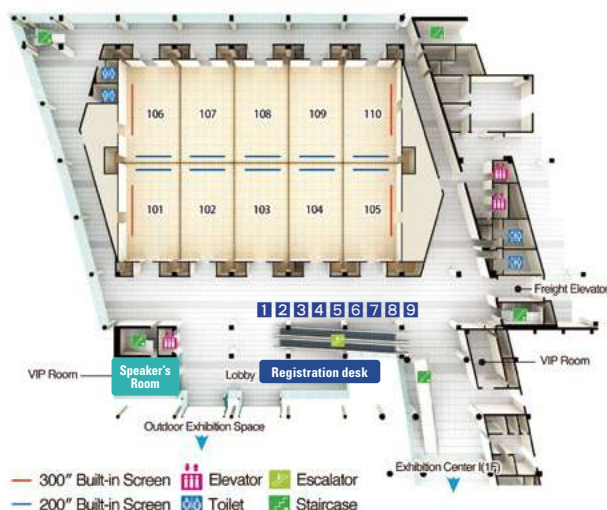 106 107 108 109 110
101 102 103 104 105
Freight Elevator
1 2 3 4 5 6 7 8 9
VIP Room
Speaker's
Room
Lobby
Registration desk
VIP Room
Outdoor Exhibition Space
Exhibition Center I(1F)
300" Built-in Screen Elevator Escalator
200" Built-in Screen Toilet Staircase